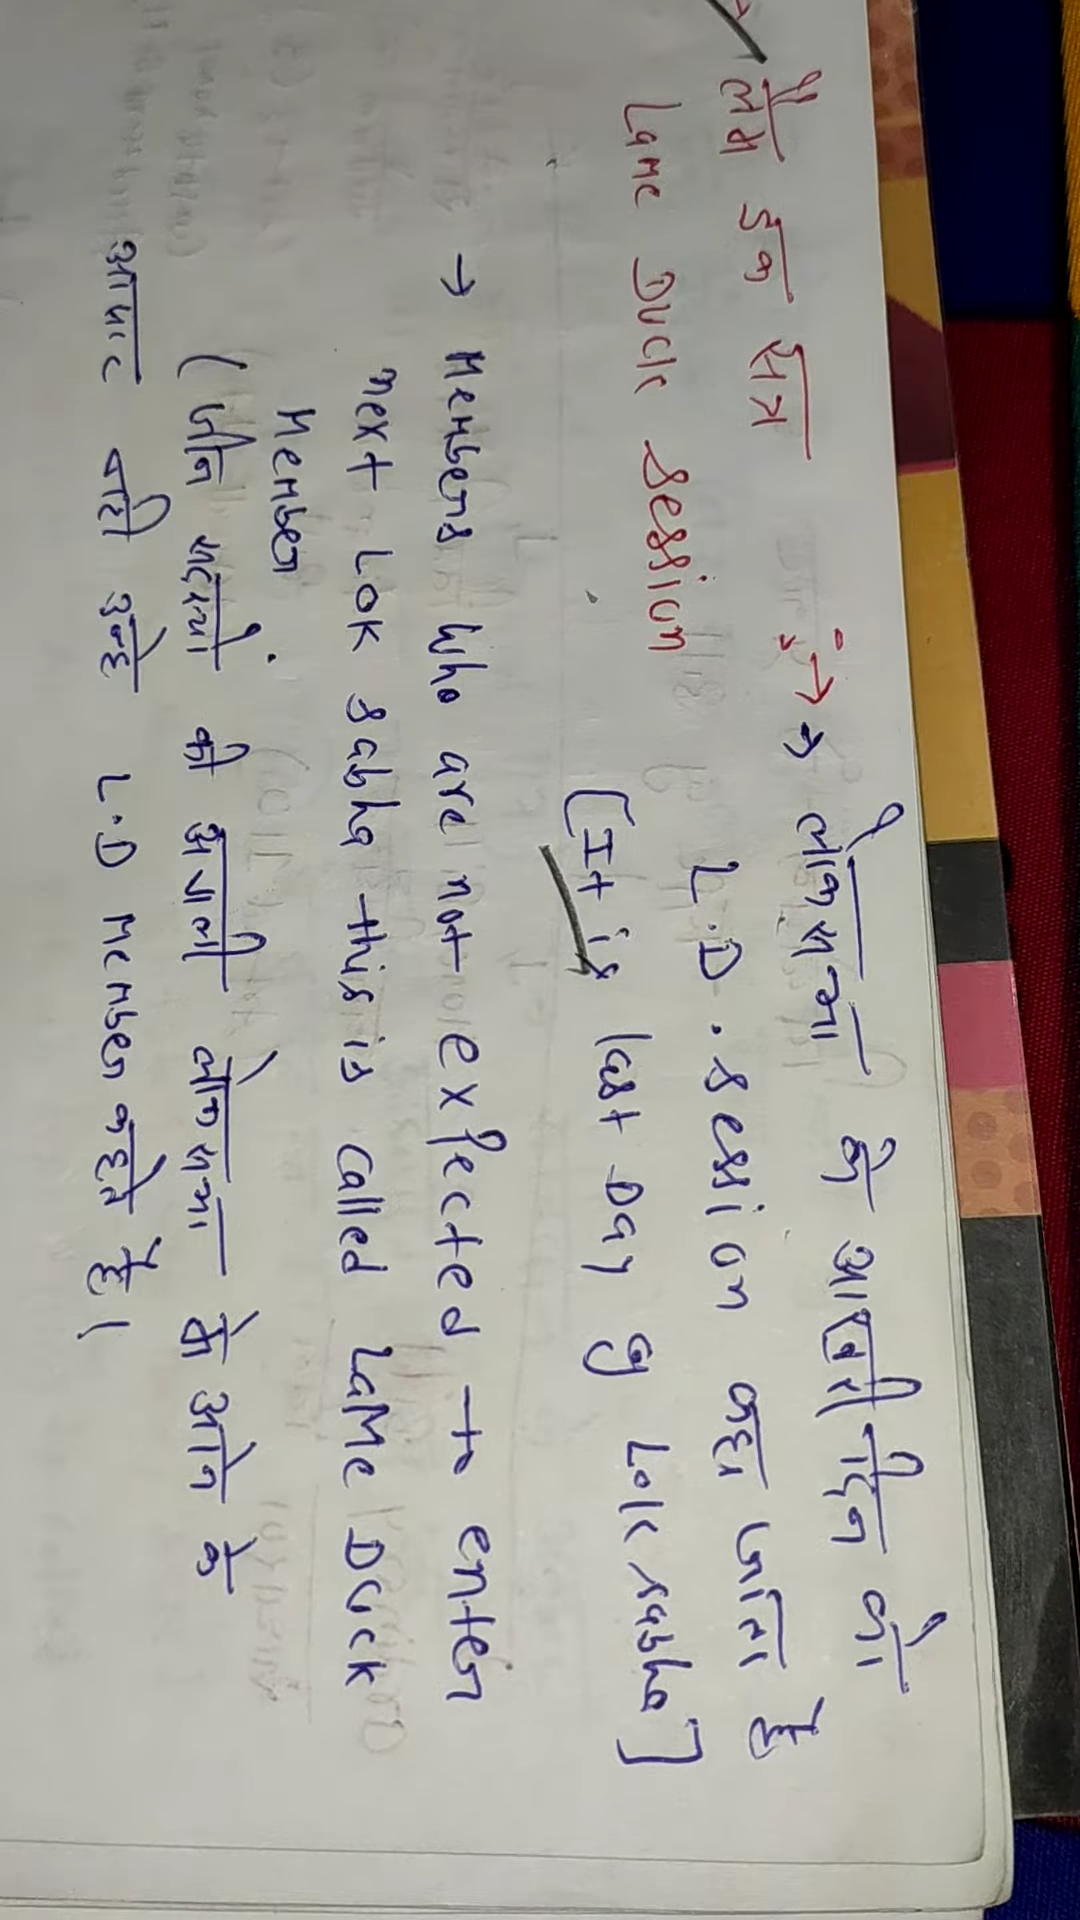 लेम डक सत्र :→ → लोकसभा के आखरी दिन को
Lame Duck session L.D. session कहा जाता है
[It is last Day of Lok sabha]
→ Members who are not expected to enter
next Lok sabha this is called Lame Duck
Member.
( जिन सदस्यो की अगली लोकसभा मे आने के
आसार नही उन्हे L.D Member कहते है।